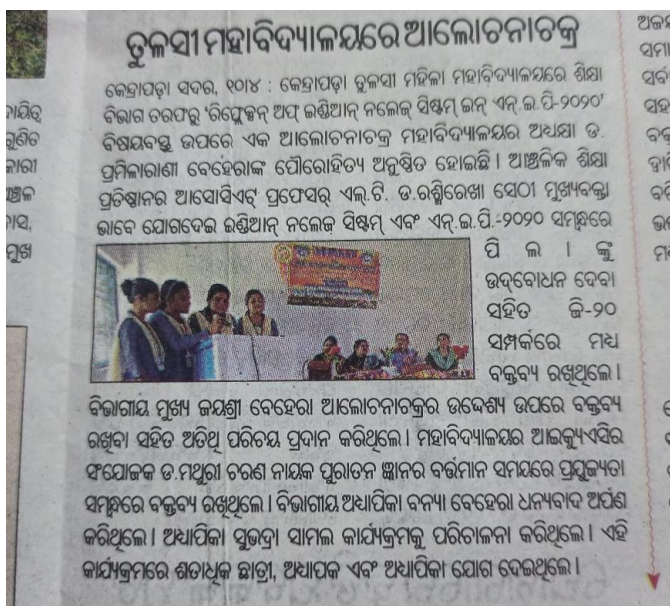 ତୁଳସୀ ମହାବିଦ୍ୟାଳୟରେ ଆଲୋଚନାଚକ୍ର
କେନ୍ଦ୍ରାପଡ଼ା ସଦର, ୧୦।୪ : କେନ୍ଦ୍ରାପଡ଼ା ତୁଳସୀ ମହିଳା ମହାବିଦ୍ୟାଳୟରେ ଶିକ୍ଷା
ବିଭାଗ ତରଫରୁ ‘ରିଫ୍ଲେକ୍ସନ ଅଫ୍ ଇଣ୍ଡିଆନ୍ ନଲେଜ୍ ସିଷ୍ଟମ୍ ଇନ୍ ଏନ୍.ଇ.ପି-୨୦୨୦’
ବିଷୟବସ୍ତୁ ଉପରେ ଏକ ଆଲୋଚନାଚକ୍ର ମହାବିଦ୍ୟାଳୟର ଅଧ୍ୟକ୍ଷା ଡ.
ପ୍ରମିଳାରାଣୀ ବେହେରାଙ୍କ ପୌରୋହିତ୍ୟ ଅନୁଷ୍ଠିତ ହୋଇଛି। ଆଞ୍ଚଳିକ ଶିକ୍ଷା
ପ୍ରତିଷ୍ଠାନର ଆସୋସିଏଟ୍ ପ୍ରଫେସର୍ ଏଲ୍.ଟି. ଡ.ରଶ୍ମିରେଖା ସେଠୀ ମୁଖ୍ୟବକ୍ତା
ଭାବେ ଯୋଗଦେଇ ଇଣ୍ଡିଆନ୍ ନଲେଜ୍ ସିଷ୍ଟମ୍ ଏବଂ ଏନ୍.ଇ.ପି.-୨୦୨୦ ସମ୍ବନ୍ଧରେ
ପିଲାଙ୍କୁ
ଉଦ୍‌ବୋଧନ ଦେବା
ସହିତ ଜି-୨୦
ସମ୍ପର୍କରେ ମଧ୍ୟ
ବକ୍ତବ୍ୟ ରଖିଥିଲେ।
ବିଭାଗୀୟ ମୁଖ୍ୟ ଜୟଶ୍ରୀ ବେହେରା ଆଲୋଚନାଚକ୍ରର ଉଦ୍ଦେଶ୍ୟ ଉପରେ ବକ୍ତବ୍ୟ
ରଖିବା ସହିତ ଅତିଥି ପରିଚୟ ପ୍ରଦାନ କରିଥିଲେ। ମହାବିଦ୍ୟାଳୟର ଆଇକ୍ୟୁଏସିର
ସଂଯୋଜକ ଡ.ମଥୁରୀ ଚରଣ ନାୟକ ପୁରାତନ ଜ୍ଞାନର ବର୍ତ୍ତମାନ ସମୟରେ ପ୍ରଯୁଜ୍ୟତା
ସମ୍ବନ୍ଧରେ ବକ୍ତବ୍ୟ ରଖିଥିଲେ। ବିଭାଗୀୟ ଅଧ୍ୟାପିକା ବନ୍ୟା ବେହେରା ଧନ୍ୟବାଦ ଅର୍ପଣ
କରିଥିଲେ। ଅଧ୍ୟାପିକା ସୁଭଦ୍ରା ସାମଲ କାର୍ଯ୍ୟକ୍ରମକୁ ପରିଚାଳନା କରିଥିଲେ। ଏହି
କାର୍ଯ୍ୟକ୍ରମରେ ଶତାଧିକ ଛାତ୍ରୀ, ଅଧ୍ୟାପକ ଏବଂ ଅଧ୍ୟାପିକା ଯୋଗ ଦେଇଥିଲେ।